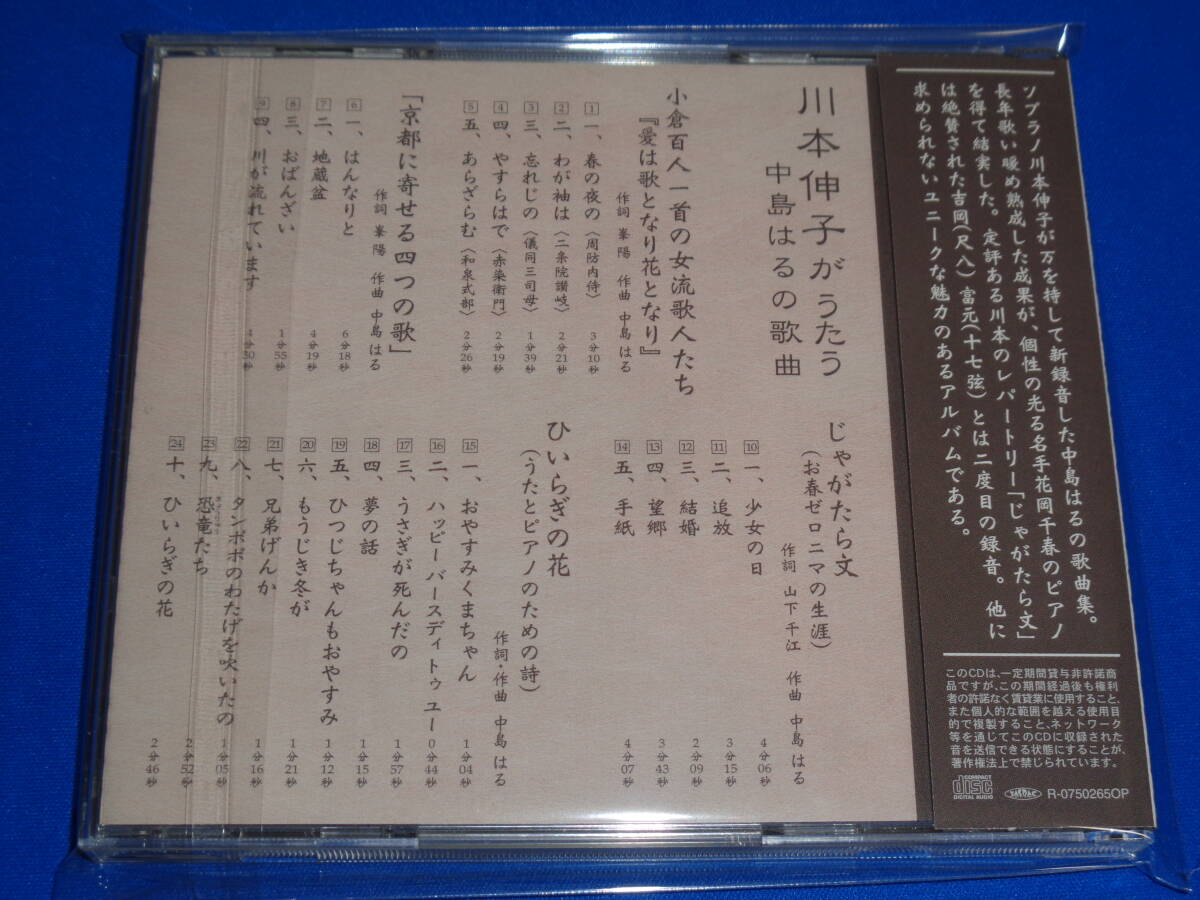 ソプラノ川本伸子が万を持して新録音した中島はるの歌曲集。
長年歌い暖め熟成した成果が、個性の光る名手花岡千春のピアノ
を得て結実した。定評ある川本のレパートリー「じゃがたら文」
は絶賛された吉岡(尺八)富元(十七弦)とは二度目の録音。他に
求められないユニークな魅力のあるアルバムである。
このCDは、一定期間貸与非許諾商
品ですが、この期間経過後も権利
者の許諾なく賃貸業に使用すること、
また個人的な範囲を越える使用目
的で複製すること、ネットワーク
等を通じてこのCDに収録された
音を送信できる状態にすることが、
著作権法上で禁じられています。
COMPACT
disc
DIGITAL AUDIO
R-0750265OP
川本伸子がうたう
中島はるの歌曲
小倉百人一首の女流歌人たち
『愛は歌となり花となり』
作詞 峯陽 作曲 中島はる
1 一、春の夜の〈周防内侍〉 3分10秒
2 二、わが袖は〈二条院讃岐〉 2分21秒
3 三、忘れじの〈儀同三司母〉 1分39秒
4 四、やすらはで〈赤染衛門〉 2分19秒
5 五、あらざらむ〈和泉式部〉 2分26秒
「京都に寄せる四つの歌」
作詞 峯陽 作曲 中島はる
6 一、はんなりと 6分18秒
7 二、地蔵盆 4分19秒
8 三、おばんざい 1分55秒
9 四、川が流れています 4分30秒
じゃがたら文
(お春ゼロニマの生涯)
作詞 山下千江 作曲 中島はる
10 一、少女の日 4分06秒
11 二、追放 3分15秒
12 三、結婚 2分09秒
13 四、望郷 3分43秒
14 五、手紙 4分07秒
ひいらぎの花
(うたとピアノのための詩)
作詞・作曲 中島はる
15 一、おやすみくまちゃん 1分04秒
16 二、ハッピーバースディトゥユー 0分44秒
17 三、うさぎが死んだの 1分57秒
18 四、夢の話 1分15秒
19 五、ひつじちゃんもおやすみ 1分12秒
20 六、もうじき冬が 1分21秒
21 七、兄弟げんか 1分16秒
22 八、タンポポのわたげを吹いたの 1分05秒
23 九、恐竜たち 2分52秒
24 十、ひいらぎの花 2分46秒